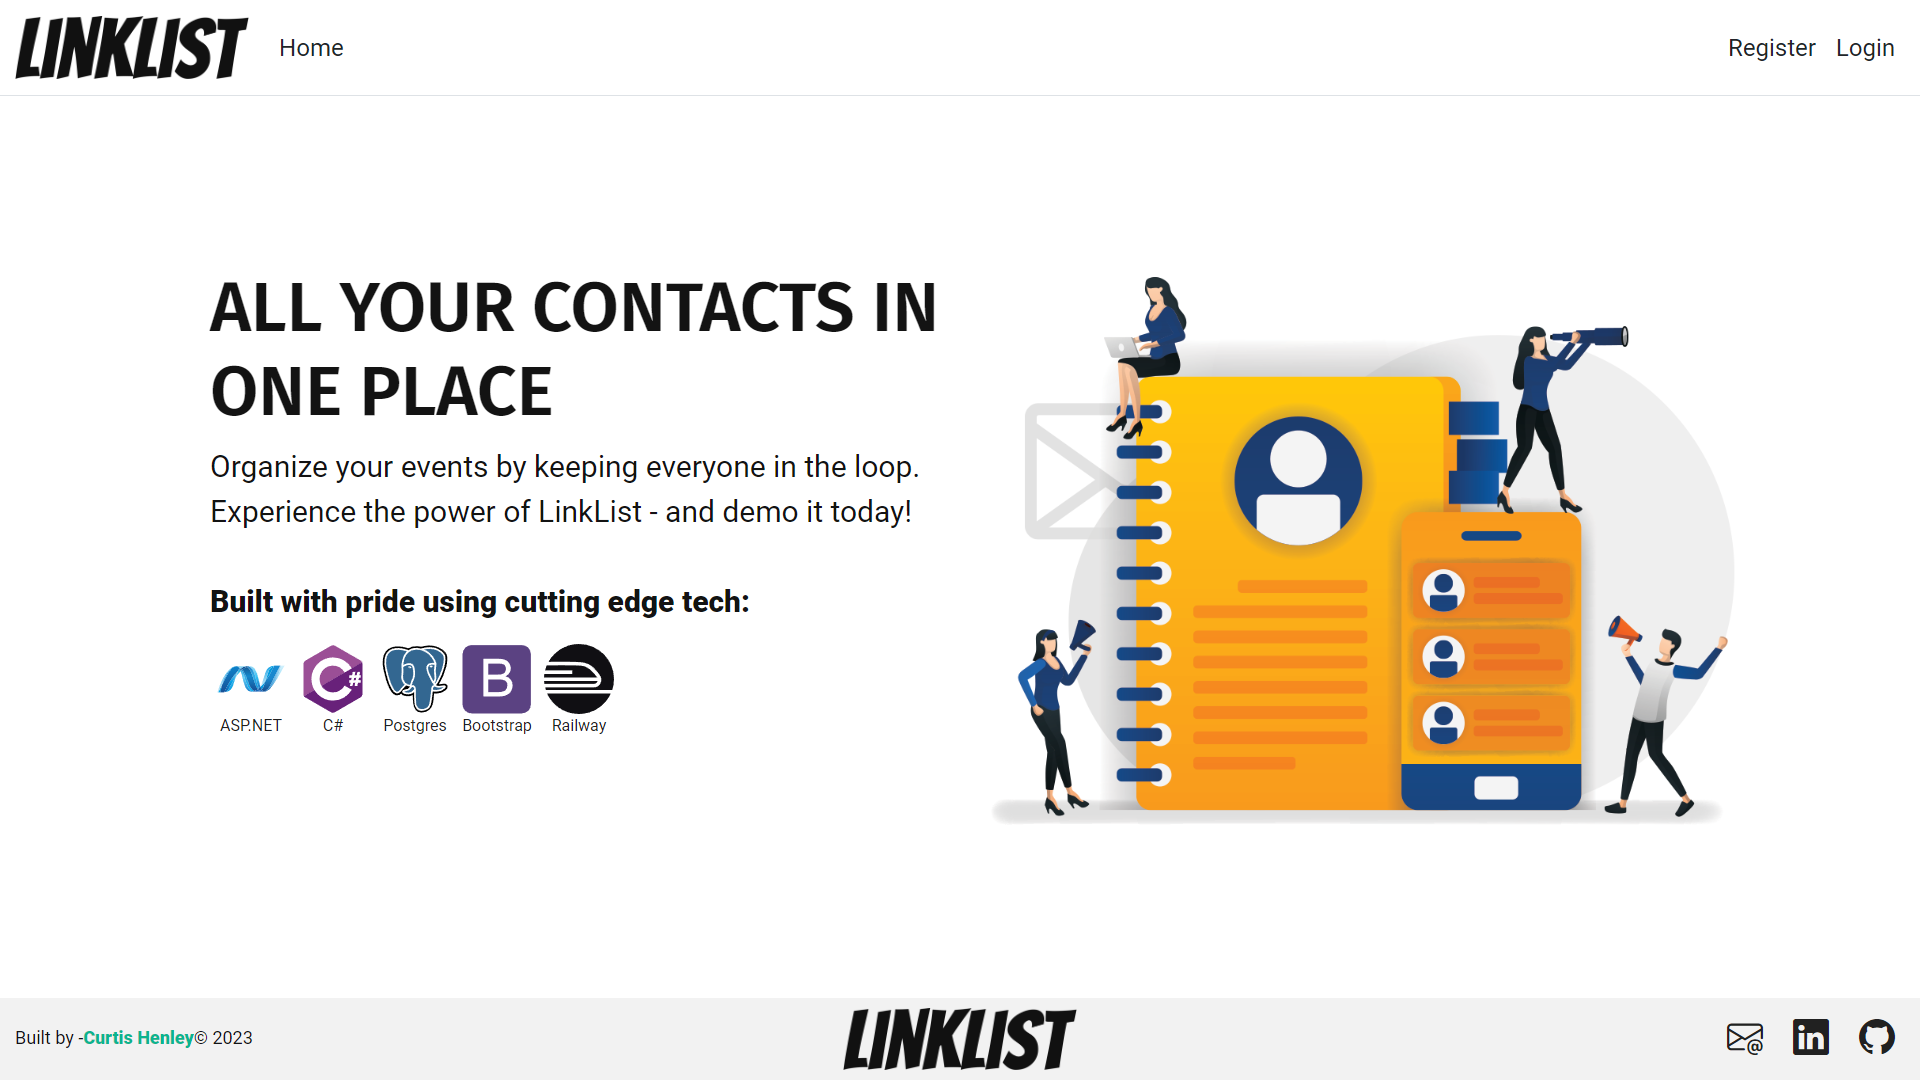 LINKLIST
Home
Register
Login
ALL YOUR CONTACTS IN
ONE PLACE
Organize your events by keeping everyone in the loop.
Experience the power of LinkList - and demo it today!
Built with pride using cutting edge tech:
C#
B
ASP.NET
C#
Postgres
Bootstrap
Railway
Built by -Curtis Henley© 2023
LINKLIST
@
in